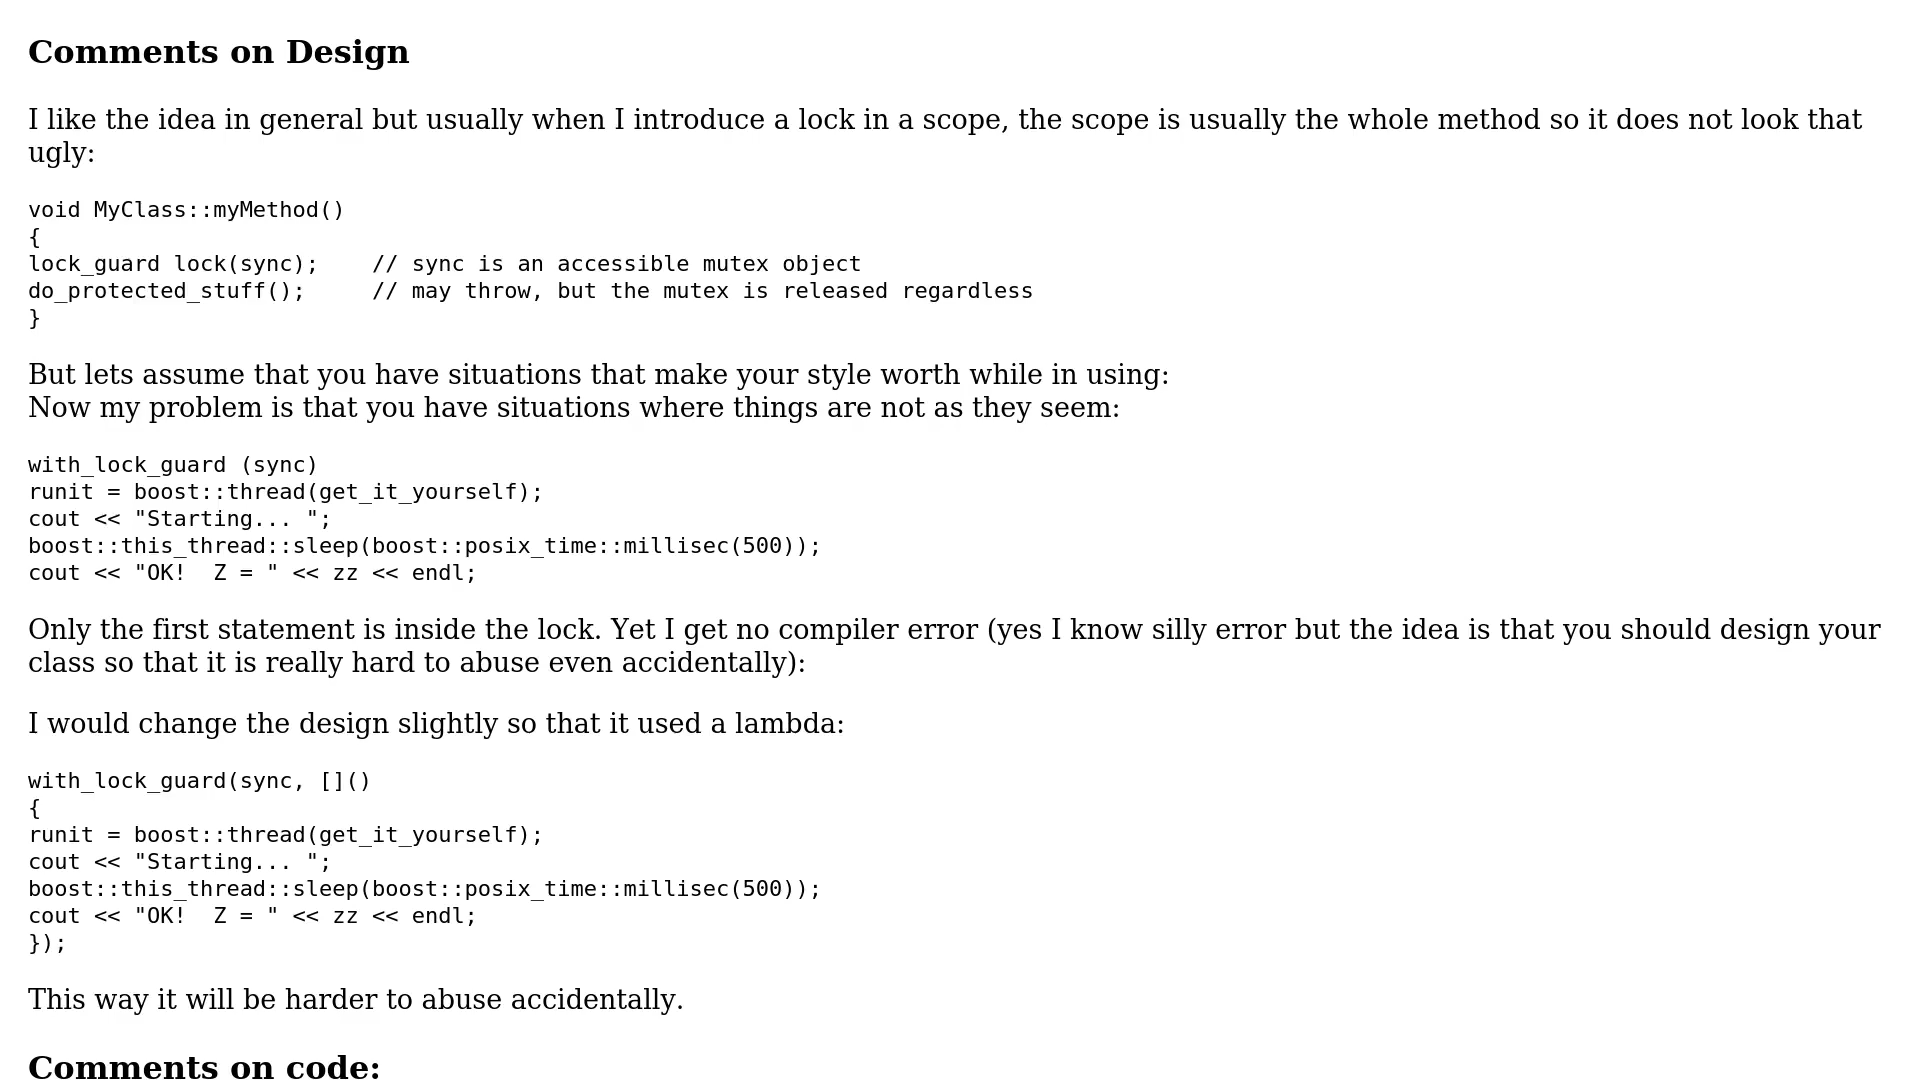 Comments on Design
I like the idea in general but usually when I introduce a lock in a scope, the scope is usually the whole method so it does not look that
ugly:
void MyClass::myMethod()
{
lock_guard lock(sync);    // sync is an accessible mutex object
do_protected_stuff();     // may throw, but the mutex is released regardless
}
But lets assume that you have situations that make your style worth while in using:
Now my problem is that you have situations where things are not as they seem:
with_lock_guard (sync)
runit = boost::thread(get_it_yourself);
cout << "Starting... ";
boost::this_thread::sleep(boost::posix_time::millisec(500));
cout << "OK!  Z = " << zz << endl;
Only the first statement is inside the lock. Yet I get no compiler error (yes I know silly error but the idea is that you should design your
class so that it is really hard to abuse even accidentally):
I would change the design slightly so that it used a lambda:
with_lock_guard(sync, []()
{
runit = boost::thread(get_it_yourself);
cout << "Starting... ";
boost::this_thread::sleep(boost::posix_time::millisec(500));
cout << "OK!  Z = " << zz << endl;
});
This way it will be harder to abuse accidentally.
Comments on code: